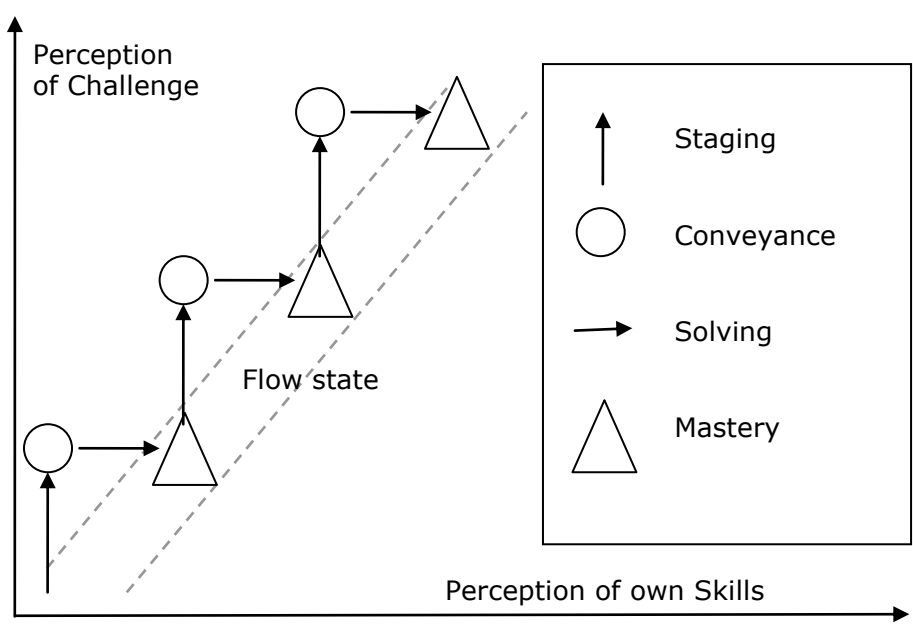 Perception
of Challenge
Flow state
Perception of own Skills
Staging
Conveyance
Solving
Mastery